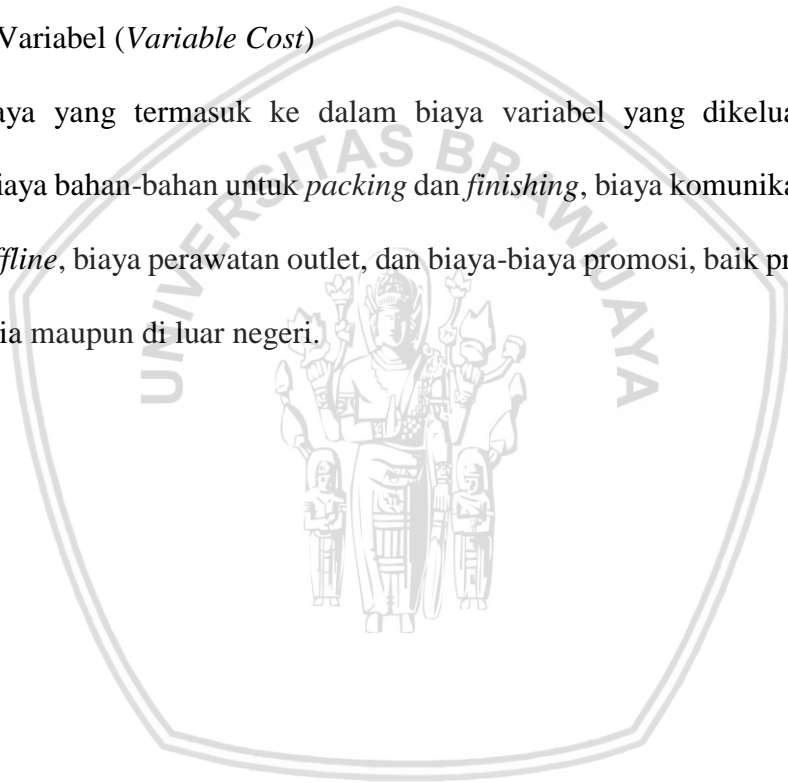 Variabel (Variable Cost)
aya yang termasuk ke dalam biaya variabel yang dikelua
iaya bahan-bahan untuk packing dan finishing, biaya komunika
ffline, biaya perawatan outlet, dan biaya-biaya promosi, baik pr
ia maupun di luar negeri.
UNIVERSITAS BRAWIJAYA